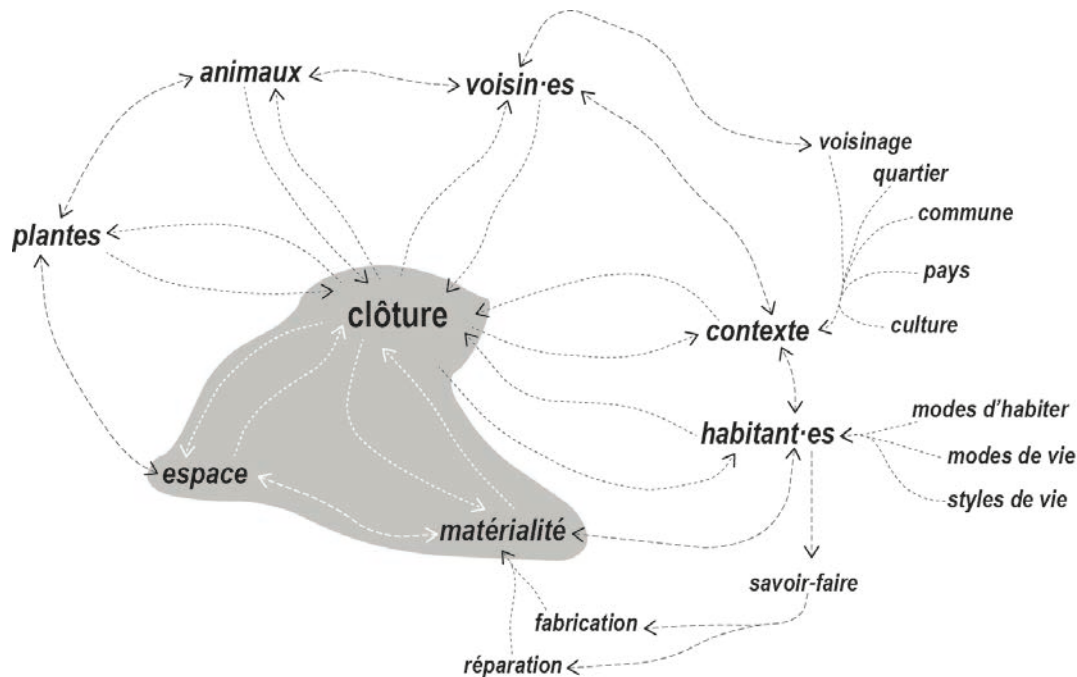 animaux
voisin·es
voisinage
quartier
commune
plantes
pays
clôture
culture
contexte
modes d'habiter
habitant·es
modes de vie
espace
styles de vie
matérialité
savoir-faire
fabrication
réparation